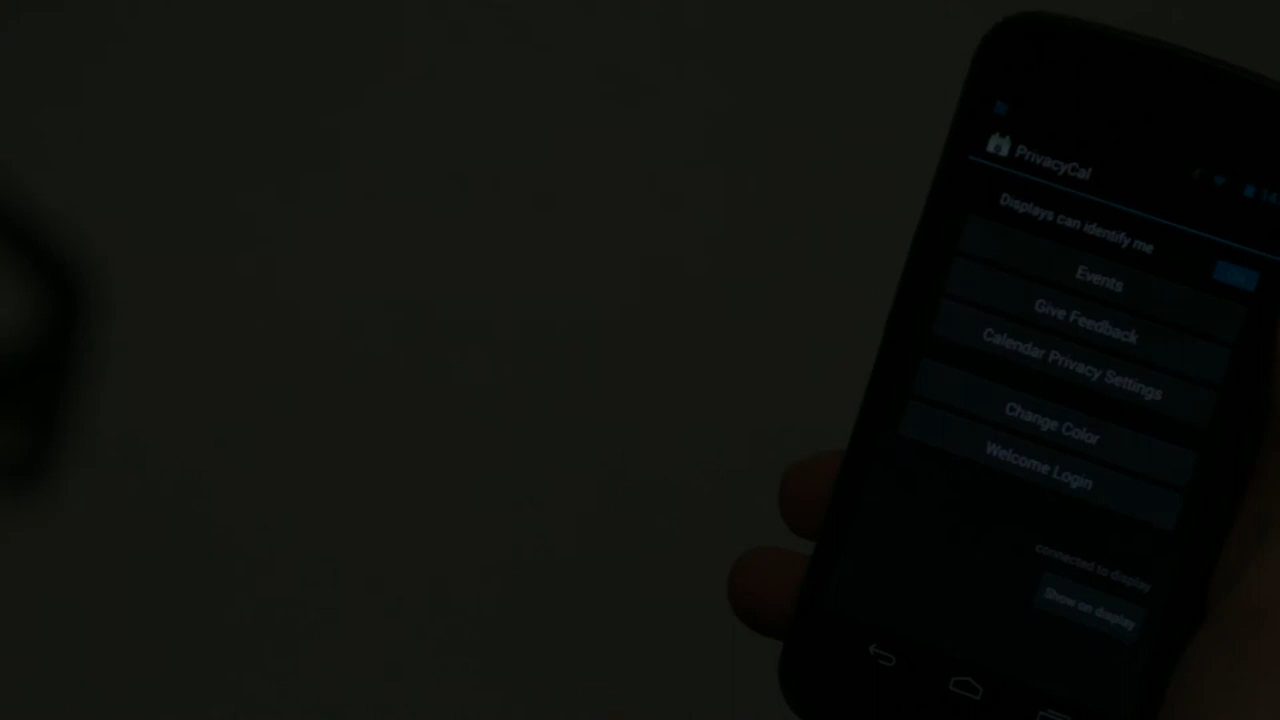 PrivacyCal
Displays can identify me
Events
Give Feedback
Calendar Privacy Settings
Change Color
Welcome Login
connected to display
Show on display